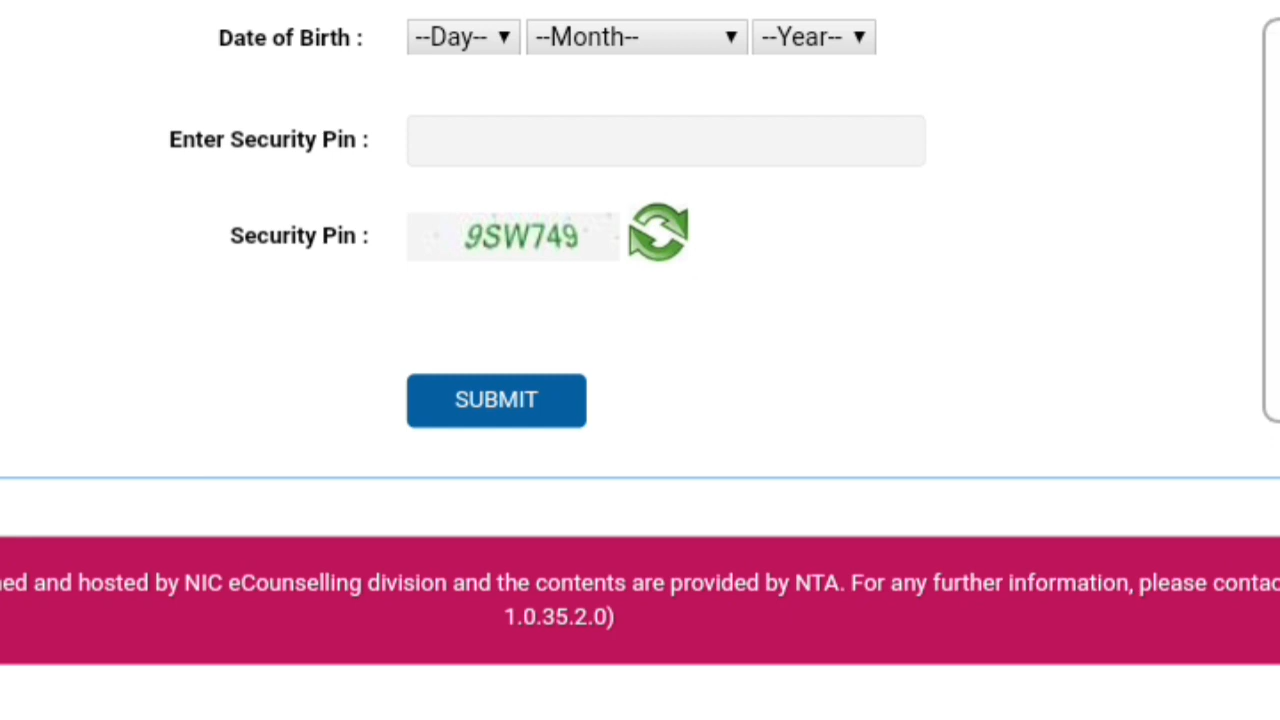 Date of Birth : --Day-- --Month-- --Year--
Enter Security Pin :
Security Pin : 9SW749
SUBMIT
ed and hosted by NIC eCounselling division and the contents are provided by NTA. For any further information, please contac
1.0.35.2.0)